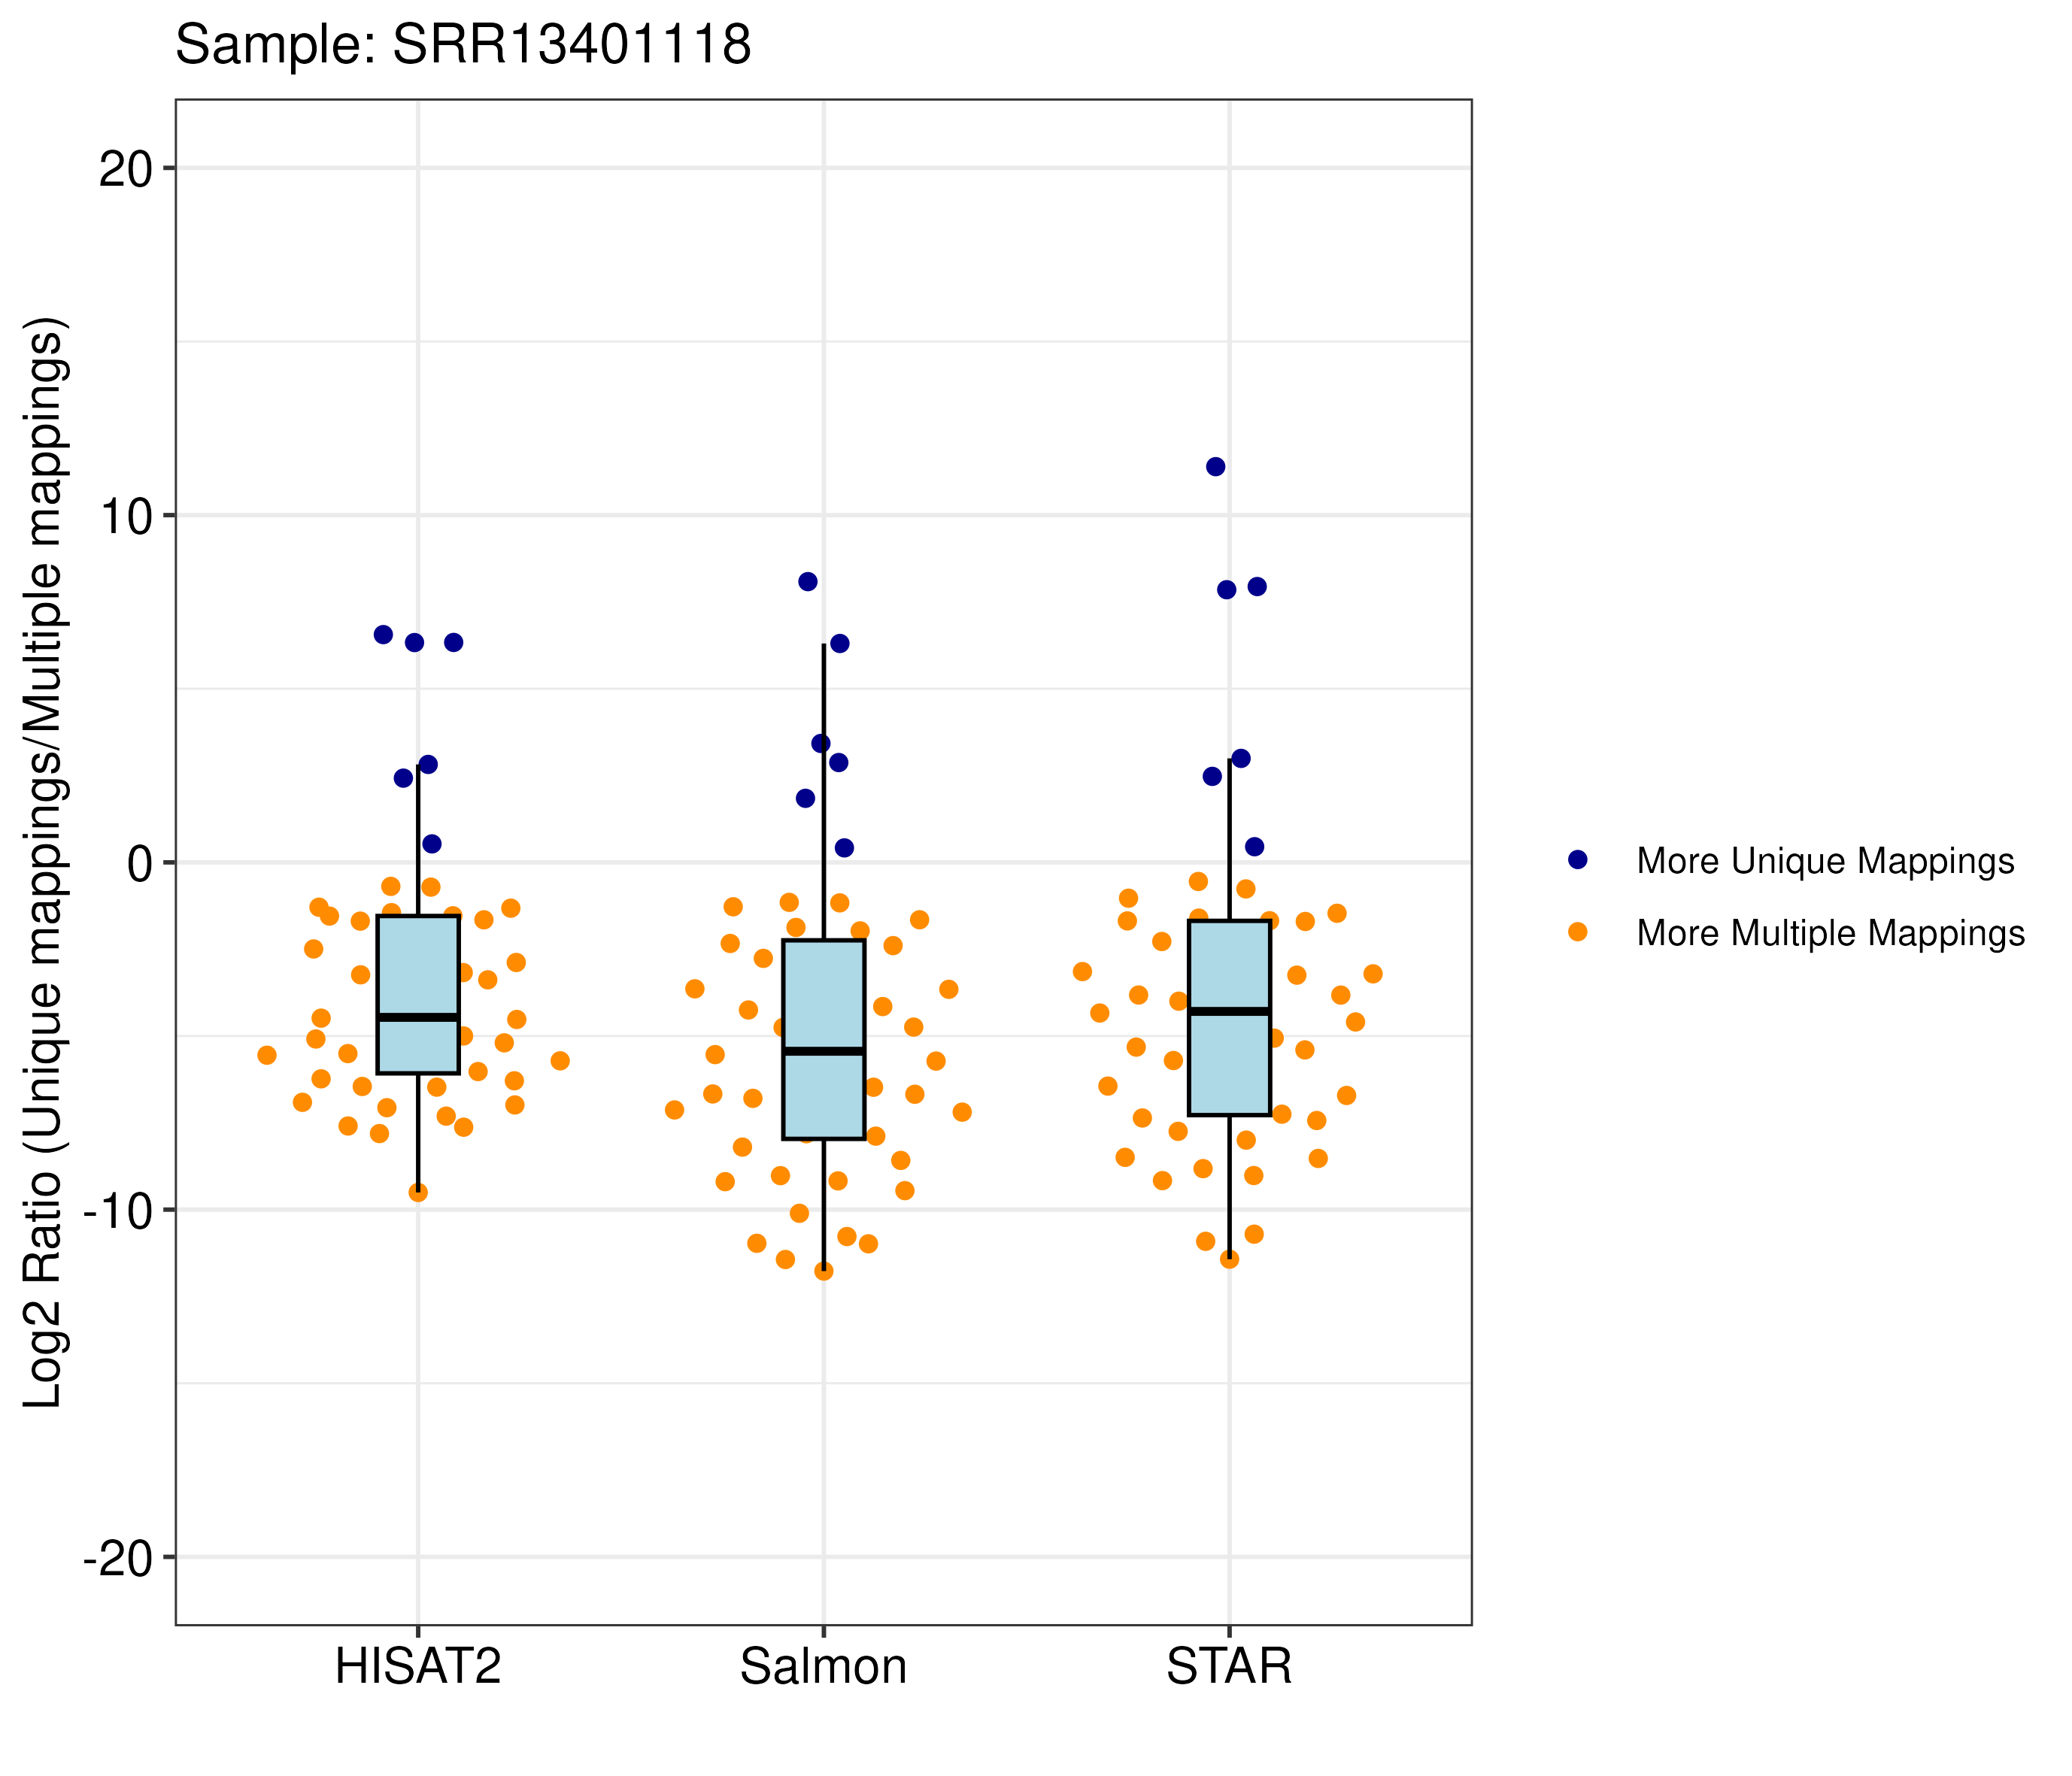 Sample: SRR13401118
Log2 Ratio (Unique mappings/Multiple mappings)
20
10
0
-10
-20
HISAT2
Salmon
STAR
More Unique Mappings
More Multiple Mappings